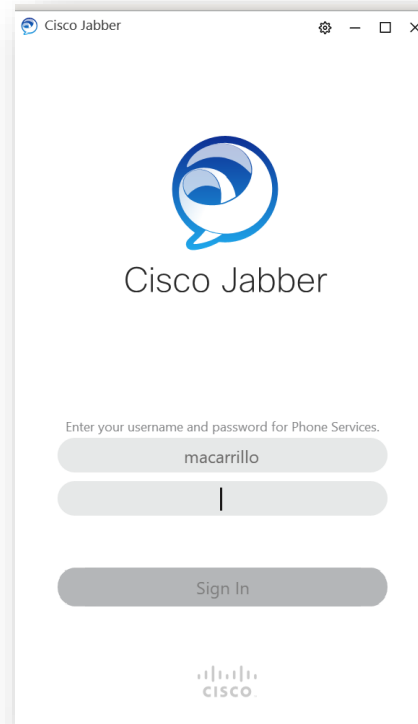 Cisco Jabber
Cisco Jabber
Enter your username and password for Phone Services.
macarrillo
Sign In
CISCO